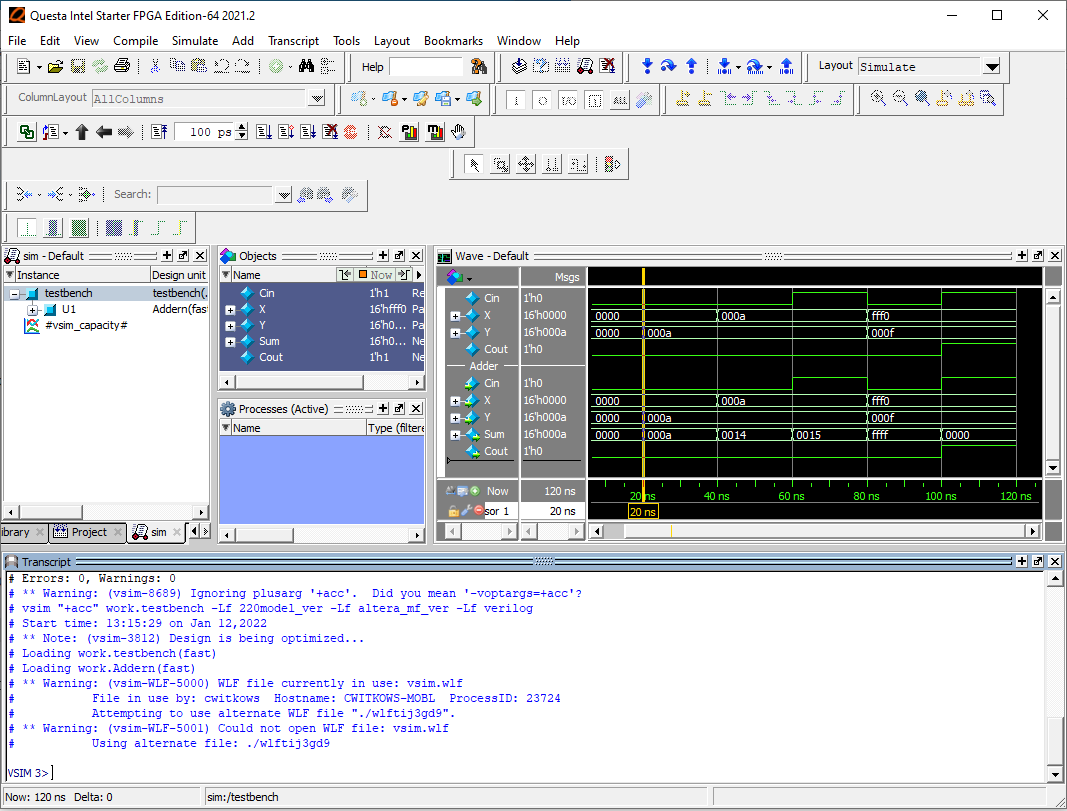 Questa Intel Starter FPGA Edition-64 2021.2
File Edit View Compile Simulate Add Transcript Tools Layout Bookmarks Window Help
Help Layout Simulate
ColumnLayout AllColumns
100 ps
Search:
sim - Default
Instance Design unit
testbench testbench(.
U1 Addern(fast
#vsim_capacity#
ibrary Project sim
Objects
Name Now
Cin 1'h1 Re
X 16'hfff0 Pa
Y 16'h0... Pa
Sum 16'h0... Ne
Cout 1'h1 Ne
Processes (Active)
Name Type (filtere
Wave - Default
Msgs
Cin 1'h0
X 16'h0000 0000 000a fff0
Y 16'h000a 0000 000a 000f
Cout 1'h0
Adder
Cin 1'h0
X 16'h0000 0000 000a fff0
Y 16'h000a 0000 000a 000f
Sum 16'h000a 0000 000a 0014 0015 ffff 0000
Cout 1'h0
Now 120 ns 20 ns 40 ns 60 ns 80 ns 100 ns 120 ns
sor 1 20 ns 20 ns
Transcript
# Errors: 0, Warnings: 0
# ** Warning: (vsim-8689) Ignoring plusarg '+acc'. Did you mean '-voptargs=+acc'?
# vsim "+acc" work.testbench -Lf 220model_ver -Lf altera_mf_ver -Lf verilog
# Start time: 13:15:29 on Jan 12,2022
# ** Note: (vsim-3812) Design is being optimized...
# Loading work.testbench(fast)
# Loading work.Addern(fast)
# ** Warning: (vsim-WLF-5000) WLF file currently in use: vsim.wlf
# File in use by: cwitkows Hostname: CWITKOWS-MOBL ProcessID: 23724
# Attempting to use alternate WLF file "./wlftij3gd9".
# ** Warning: (vsim-WLF-5001) Could not open WLF file: vsim.wlf
# Using alternate file: ./wlftij3gd9
VSIM 3>
Now: 120 ns Delta: 0 sim:/testbench